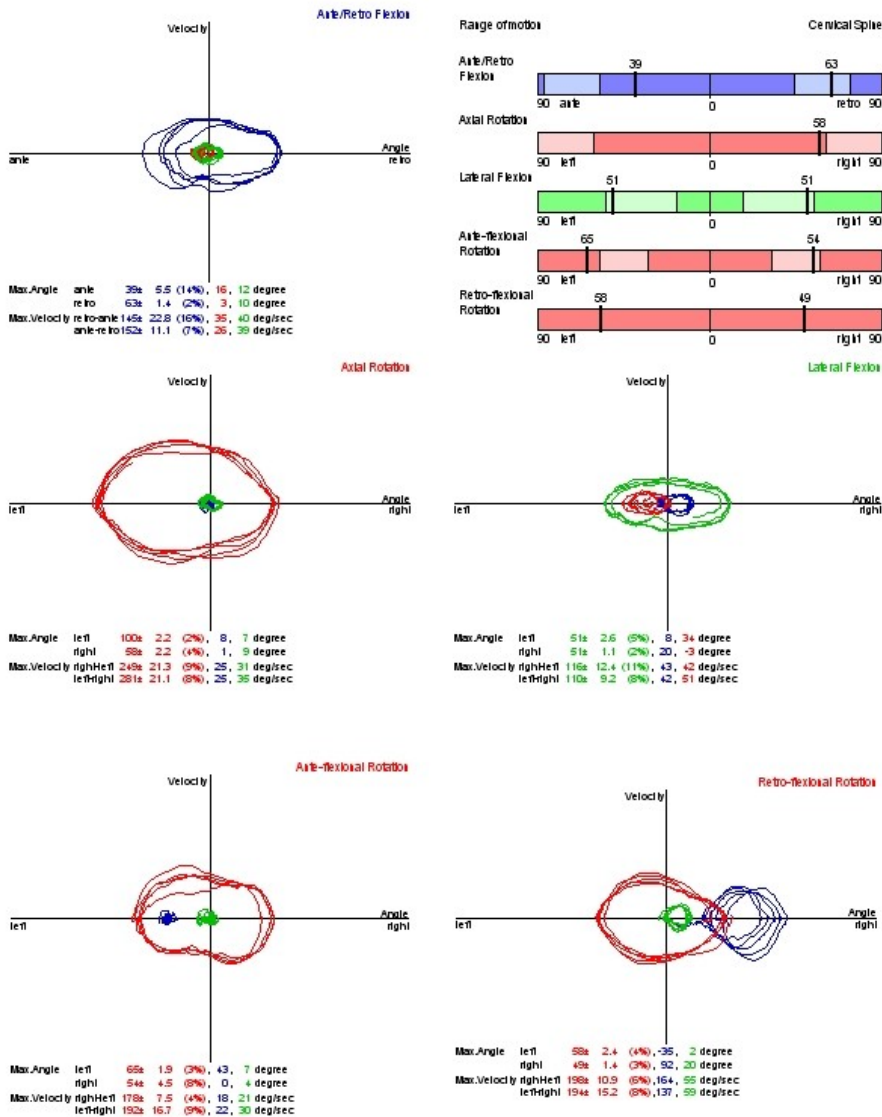 Ante/Retro Flexion
Velocity
Angle
ante
retro
Max.Angle ante 39± 5.5 (14%), 16, 12 degree
retro 63± 1.4 (2%), 3, 10 degree
Max.Velocity retro-ante 145± 22.8 (16%), 35, 40 deg/sec
ante-retro 152± 11.1 (7%), 26, 39 deg/sec
Range of motion Cervical Spine
Ante/Retro
Flexion
39 63
90 ante 0 retro 90
Axial Rotation
58
90 left 0 right 90
Lateral Flexion
51 51
90 left 0 right 90
Ante-flexional
Rotation
65 54
90 left 0 right 90
Retro-flexional
Rotation
58 49
90 left 0 right 90
Axial Rotation
Velocity
Angle
left
right
Max.Angle left 100± 2.2 (2%), 8, 7 degree
right 58± 2.2 (4%), 1, 9 degree
Max.Velocity right-left 249± 21.3 (9%), 25, 31 deg/sec
left-right 281± 21.1 (8%), 25, 35 deg/sec
Lateral Flexion
Velocity
Angle
left
right
Max.Angle left 51± 2.6 (5%), 8, 34 degree
right 51± 1.1 (2%), 20, -3 degree
Max.Velocity right-left 116± 12.4 (11%), 43, 42 deg/sec
left-right 110± 9.2 (8%), 42, 51 deg/sec
Ante-flexional Rotation
Velocity
Angle
left
right
Max.Angle left 65± 1.9 (3%), 43, 7 degree
right 54± 4.5 (8%), 0, 4 degree
Max.Velocity right-left 178± 7.5 (4%), 18, 21 deg/sec
left-right 192± 16.7 (9%), 22, 30 deg/sec
Retro-flexional Rotation
Velocity
Angle
left
right
Max.Angle left 58± 2.4 (4%), -35, 2 degree
right 49± 1.4 (3%), 92, 20 degree
Max.Velocity right-left 198± 10.9 (6%), 164, 55 deg/sec
left-right 194± 15.2 (8%), 137, 59 deg/sec